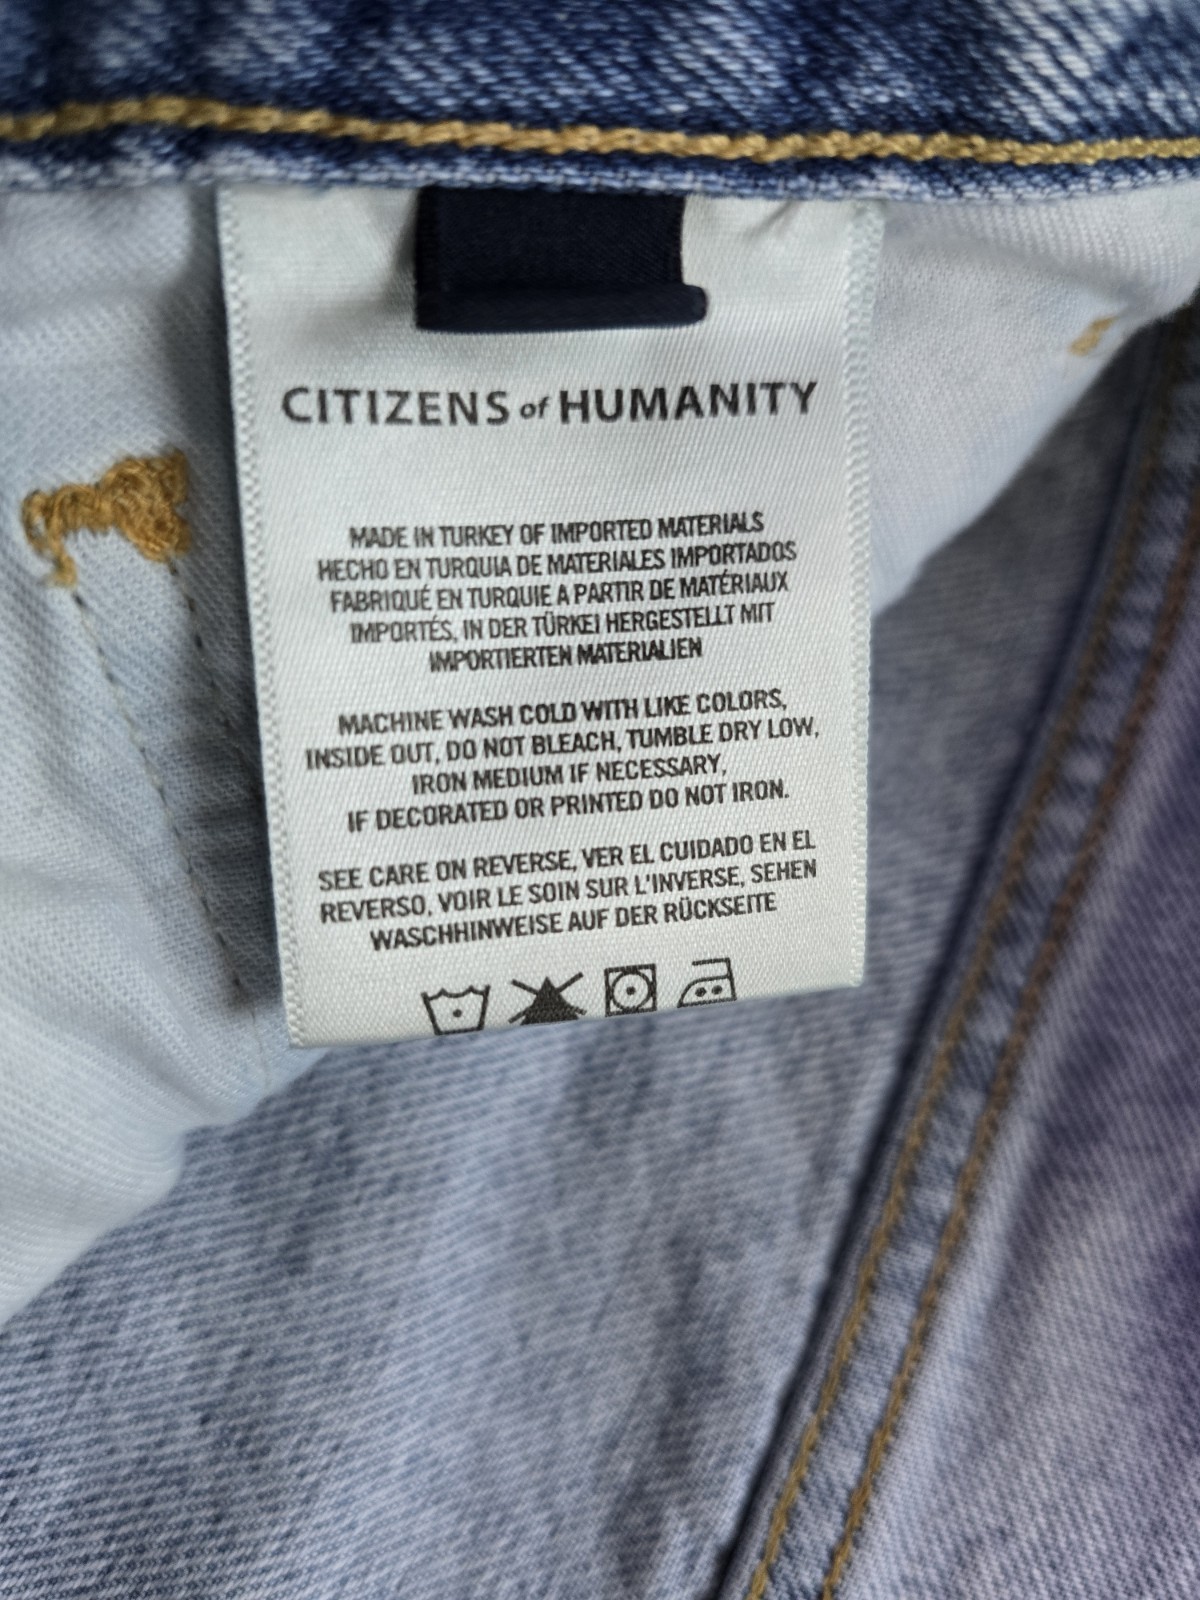 CITIZENS of HUMANITY
MADE IN TURKEY OF IMPORTED MATERIALS
HECHO EN TURQUIA DE MATERIALES IMPORTADOS
FABRIQUÉ EN TURQUIE A PARTIR DE MATÉRIAUX
IMPORTÉS, IN DER TÜRKEI HERGESTELLT MIT
IMPORTIERTEN MATERIALIEN
MACHINE WASH COLD WITH LIKE COLORS,
INSIDE OUT, DO NOT BLEACH, TUMBLE DRY LOW,
IRON MEDIUM IF NECESSARY,
IF DECORATED OR PRINTED DO NOT IRON.
SEE CARE ON REVERSE, VER EL CUIDADO EN EL
REVERSO, VOIR LE SOIN SUR L'INVERSE, SEHEN
WASCHHINWEISE AUF DER RÜCKSEITE